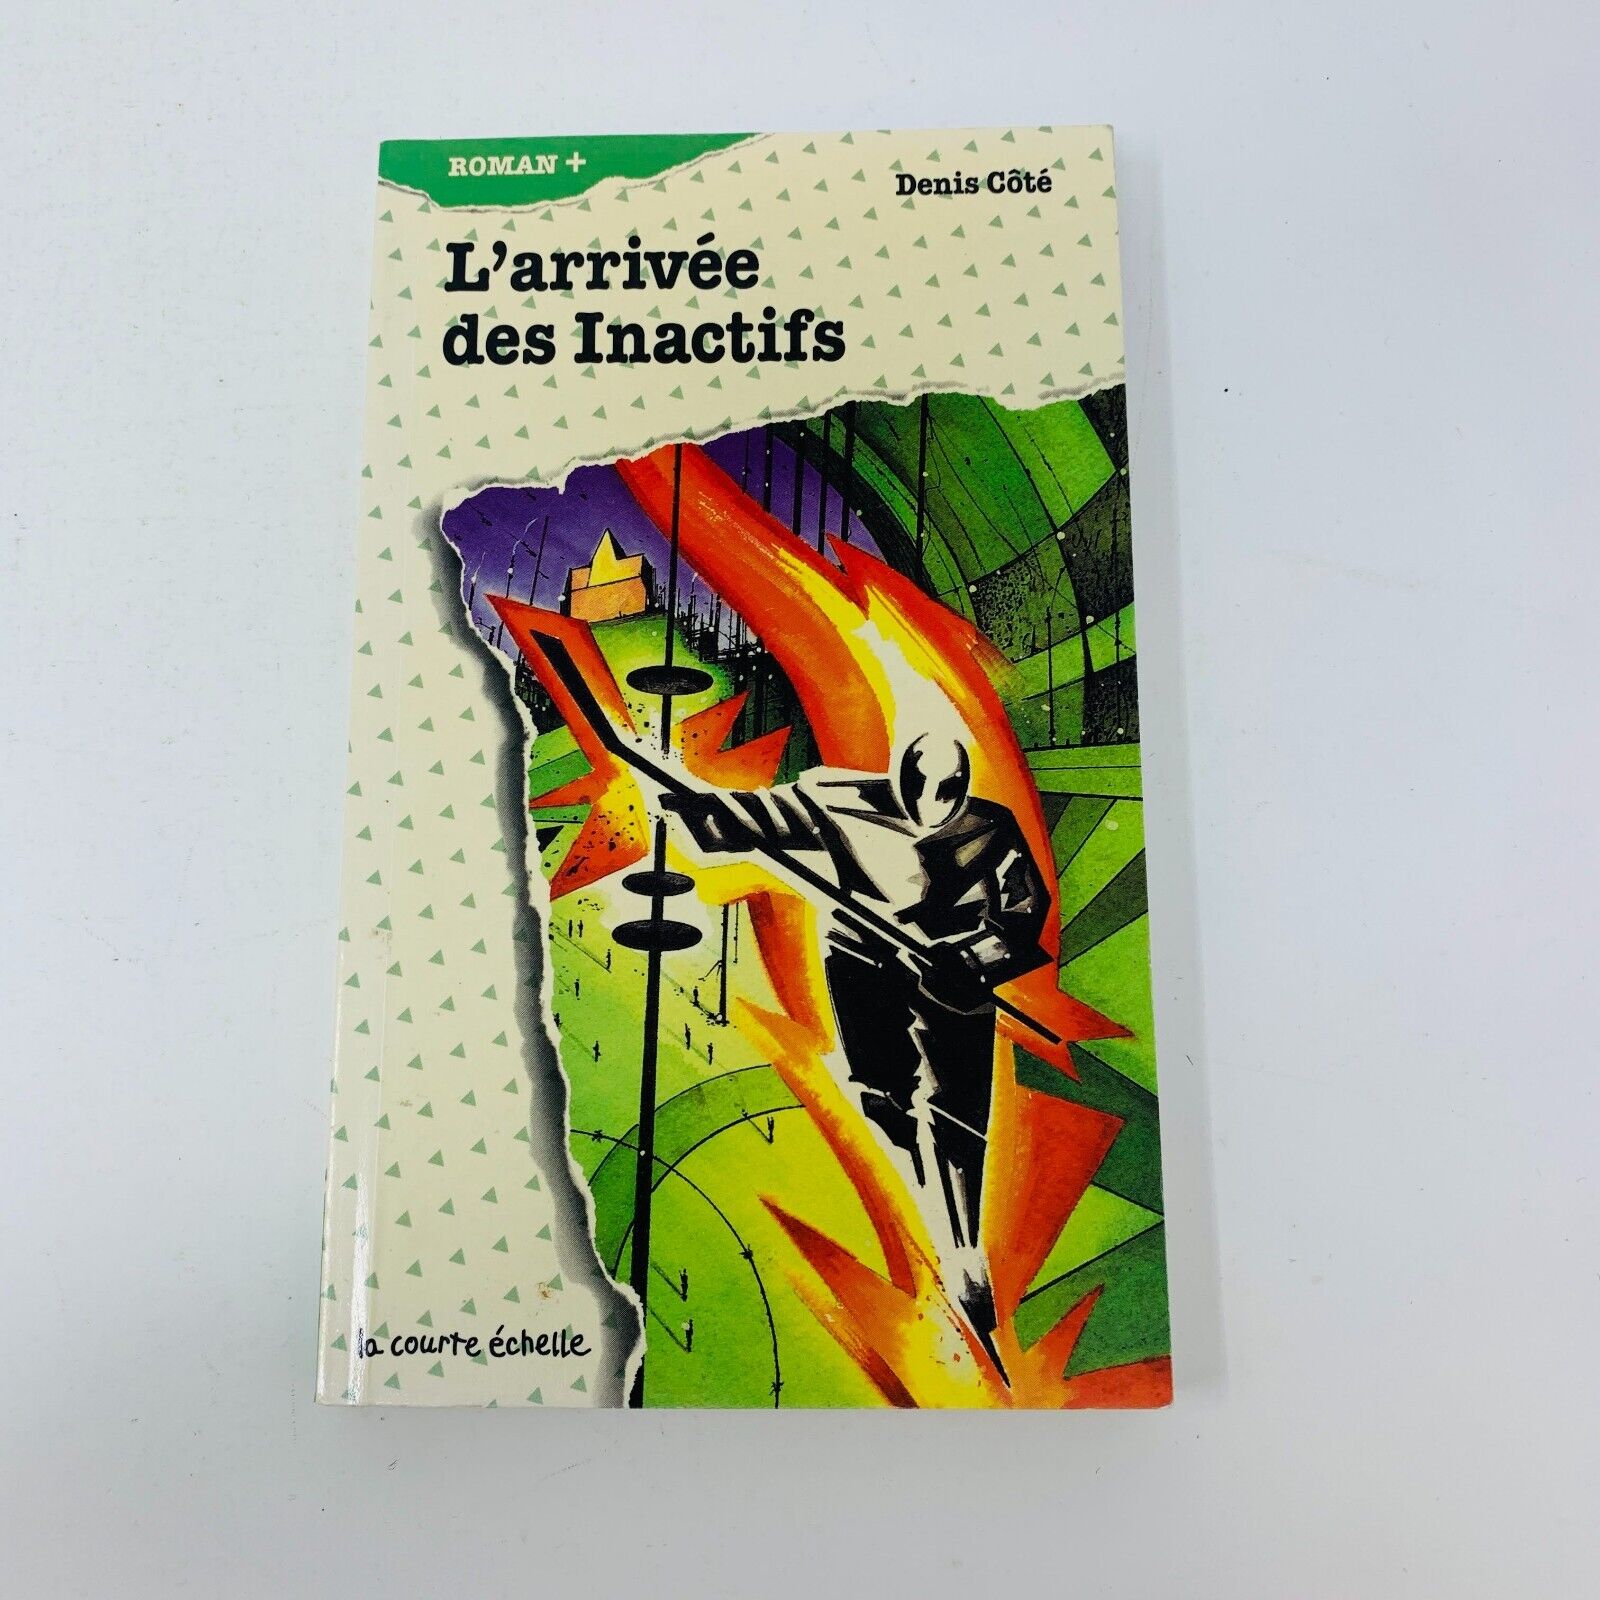 ROMAN +
Denis Côté
L'arrivée
des Inactifs
la courte échelle